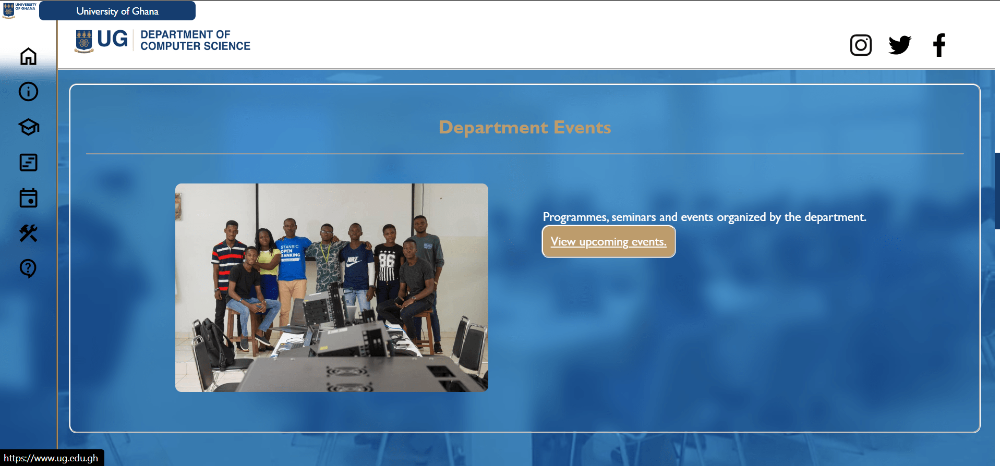 UNIVERSITY
OF GHANA
University of Ghana
UG
DEPARTMENT OF
COMPUTER SCIENCE
Department Events
STANBIC
OPEN
BANKING
NIKE
86
Programmes, seminars and events organized by the department.
View upcoming events.
https://www.ug.edu.gh